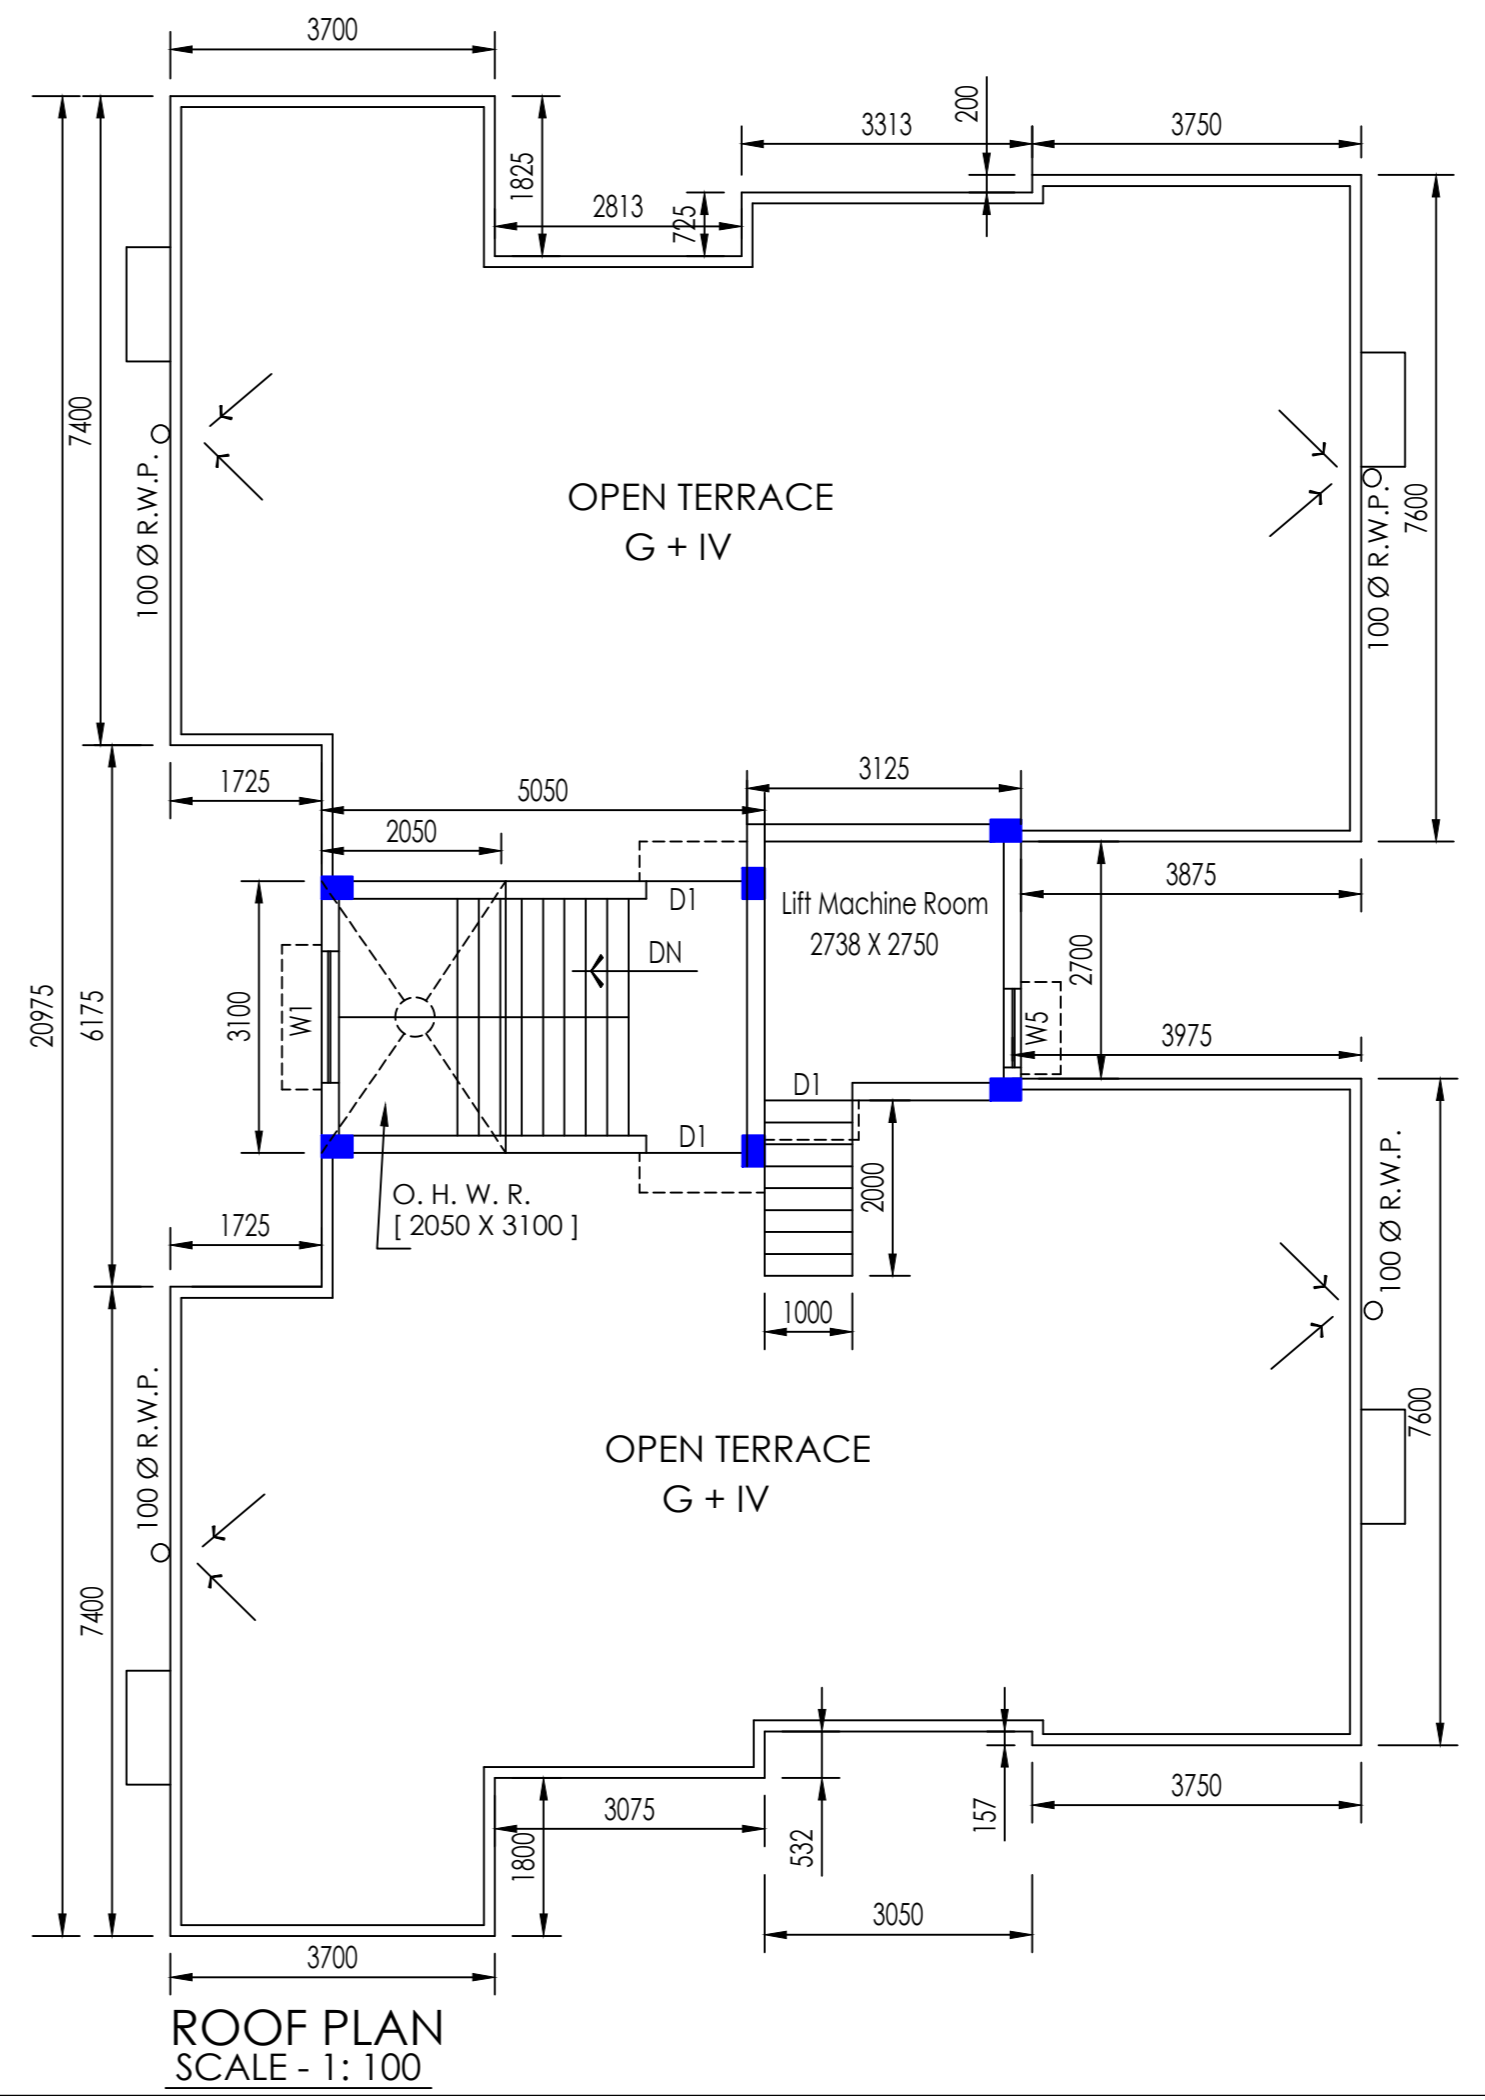 3700
200
3313
3750
1825
2813
725
7400
100 Ø R.W.P.
OPEN TERRACE
G + IV
7600
100 Ø R.W.P.
1725
5050
3125
2050
3875
D1
Lift Machine Room
2738 X 2750
DN
2700
20975
6175
3100
W1
W5
3975
D1
D1
O. H. W. R.
[ 2050 X 3100 ]
2000
100 Ø R.W.P.
1725
1000
100 Ø R.W.P.
OPEN TERRACE
G + IV
7600
7400
3750
3075
157
532
1800
3050
3700
ROOF PLAN
SCALE - 1: 100